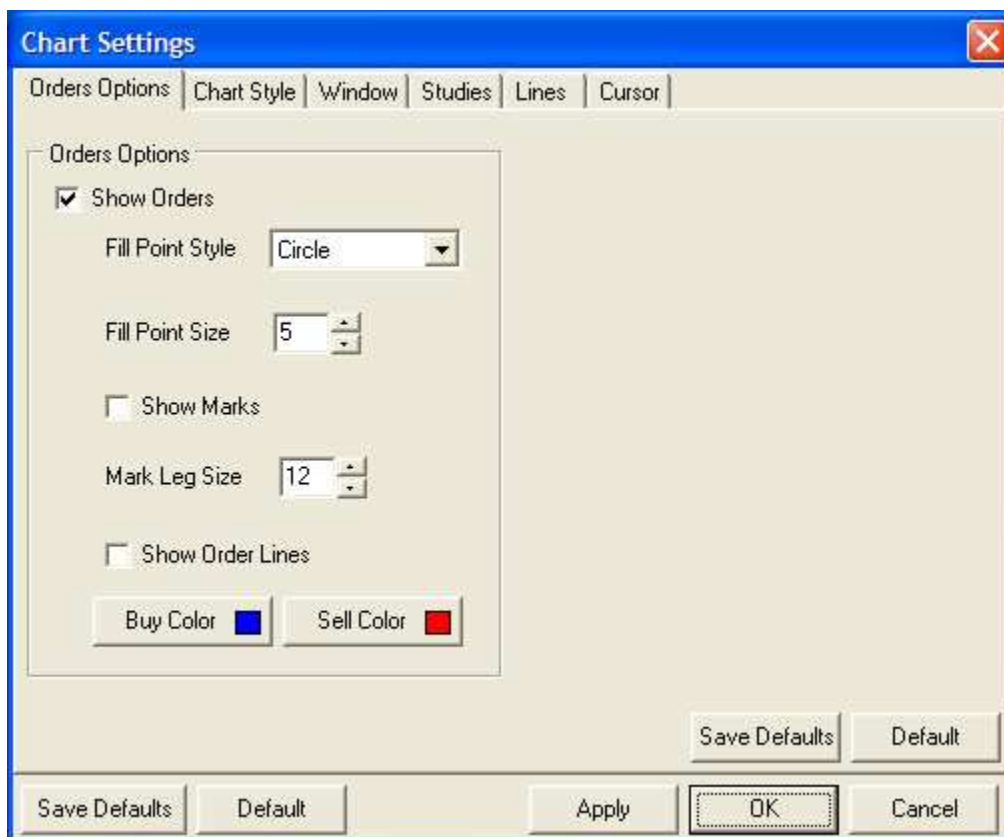 Chart Settings
Orders Options Chart Style Window Studies Lines Cursor
Orders Options
Show Orders
Fill Point Style Circle
Fill Point Size 5
Show Marks
Mark Leg Size 12
Show Order Lines
Buy Color Sell Color
Save Defaults Default
Save Defaults Default Apply OK Cancel